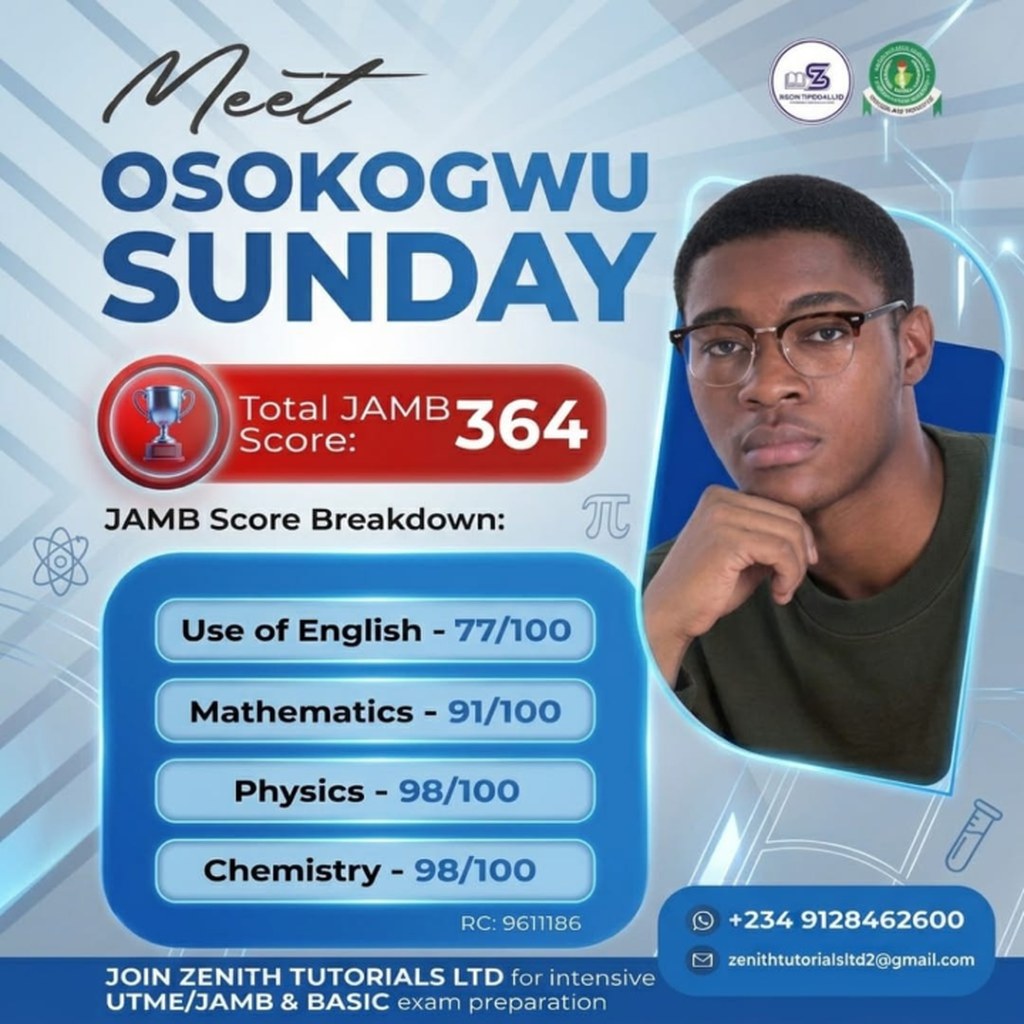 Meet
OSOKOGWU
SUNDAY
Total JAMB
Score:
364
JAMB Score Breakdown:
π
Use of English - 77/100
Mathematics - 91/100
Physics - 98/100
Chemistry - 98/100
RC: 9611186
+234 9128462600
zenithtutorialsltd2@gmail.com
JOIN ZENITH TUTORIALS LTD for intensive
UTME/JAMB & BASIC exam preparation